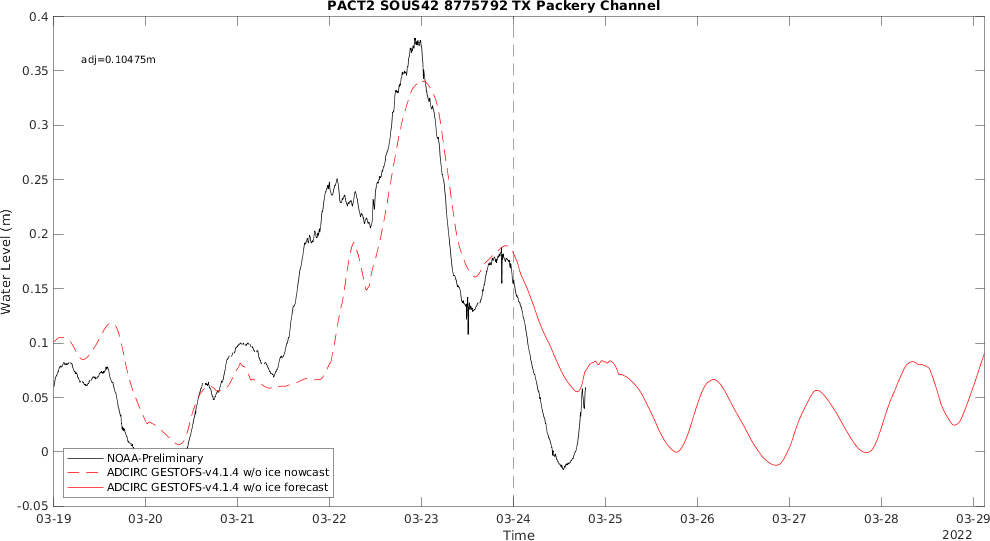 PACT2 SOUS42 8775792 TX Packery Channel
adj=0.10475m
0.4
0.35
0.3
0.25
0.2
0.15
0.1
0.05
0
-0.05
Water Level (m)
NOAA-Preliminary
ADCIRC GESTOFS-v4.1.4 w/o ice nowcast
ADCIRC GESTOFS-v4.1.4 w/o ice forecast
03-19 03-20 03-21 03-22 03-23 03-24 03-25 03-26 03-27 03-28 03-29
Time
2022